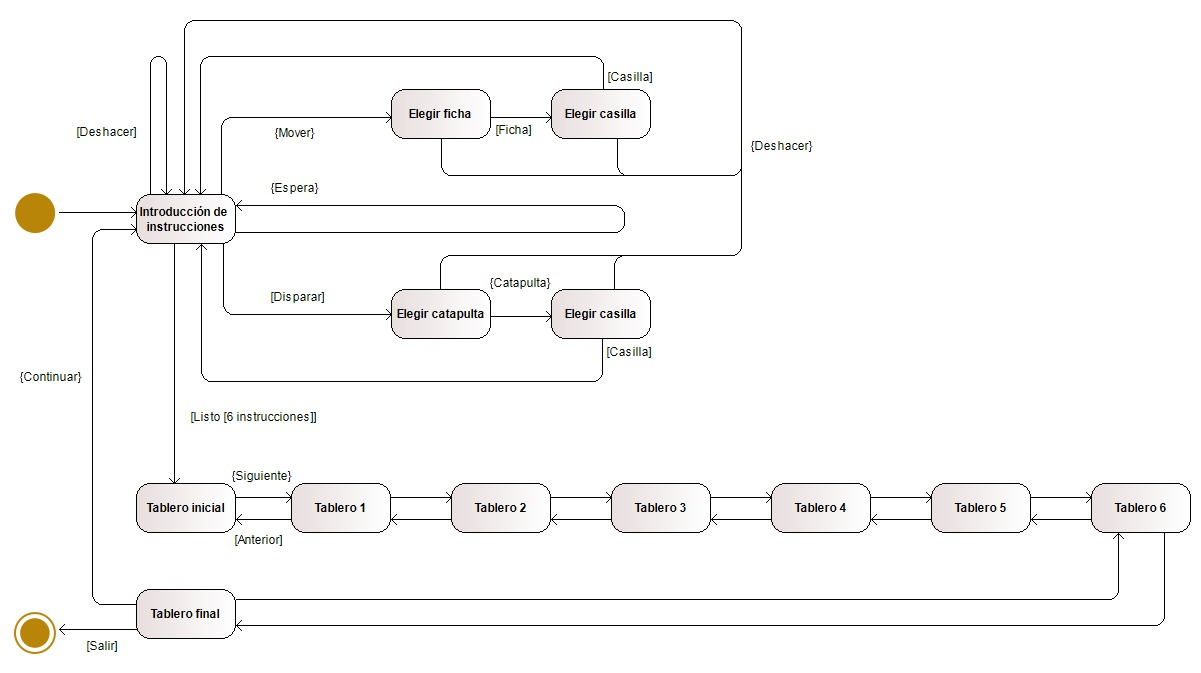 [Casilla]
Elegir ficha
Elegir casilla
[Deshacer]
{Mover}
[Ficha]
{Deshacer}
{Espera}
Introducción de
instrucciones
{Catapulta}
[Disparar]
Elegir catapulta
Elegir casilla
[Casilla]
{Continuar}
[Listo [6 instrucciones]]
{Siguiente}
Tablero inicial
Tablero 1
Tablero 2
Tablero 3
Tablero 4
Tablero 5
Tablero 6
[Anterior]
Tablero final
[Salir]